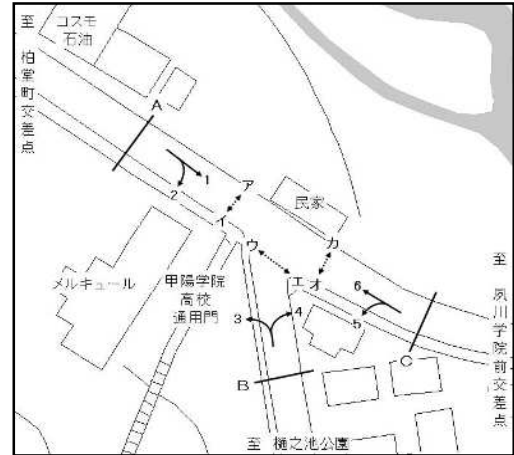 至
柏堂町交差点
コスモ
石油
A
1
2
ア
イ
民家
ウ
カ
エオ
メルキュール
甲陽学院
高校
通用門
6
5
3
4
B
C
至
夙川学院前交差点
至 樋之池公園